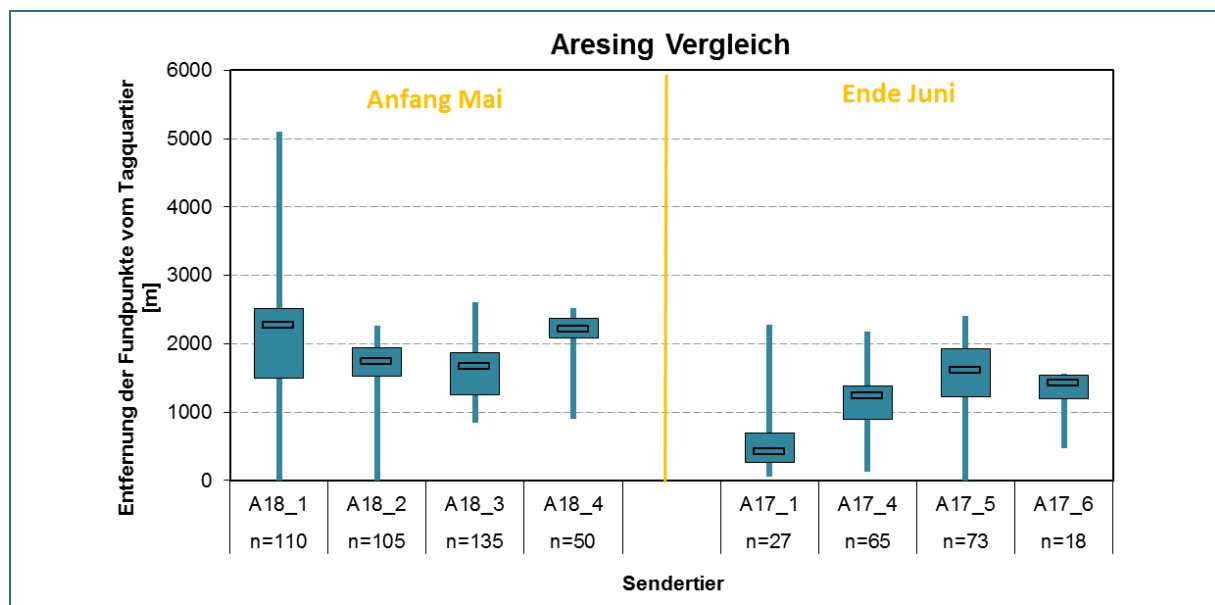 Aresing Vergleich
Entfernung der Fundpunkte vom Tagquartier
[m]
6000
5000
4000
3000
2000
1000
0
Anfang Mai
Ende Juni
A18_1 A18_2 A18_3 A18_4 A17_1 A17_4 A17_5 A17_6
n=110 n=105 n=135 n=50 n=27 n=65 n=73 n=18
Sendertier